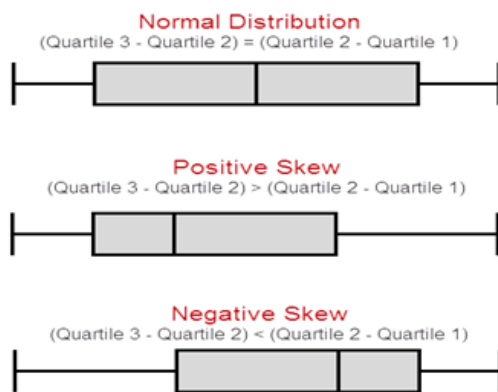 Normal Distribution
(Quartile 3 - Quartile 2) = (Quartile 2 - Quartile 1)
Positive Skew
(Quartile 3 - Quartile 2) > (Quartile 2 - Quartile 1)
Negative Skew
(Quartile 3 - Quartile 2) < (Quartile 2 - Quartile 1)